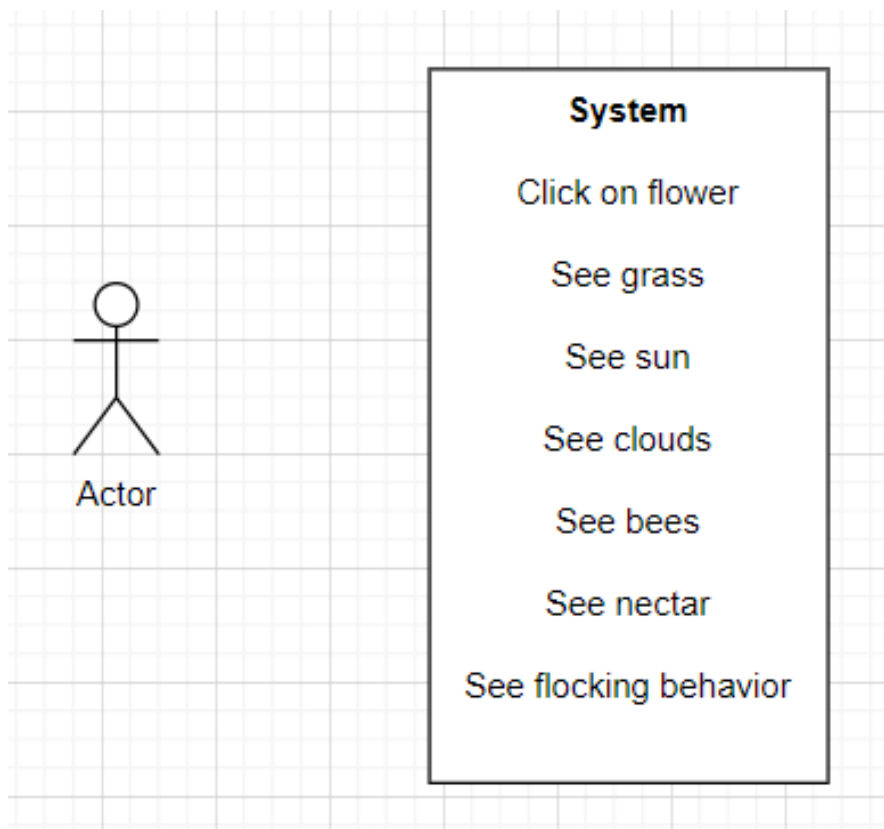 System
Click on flower
See grass
See sun
See clouds
Actor
See bees
See nectar
See flocking behavior